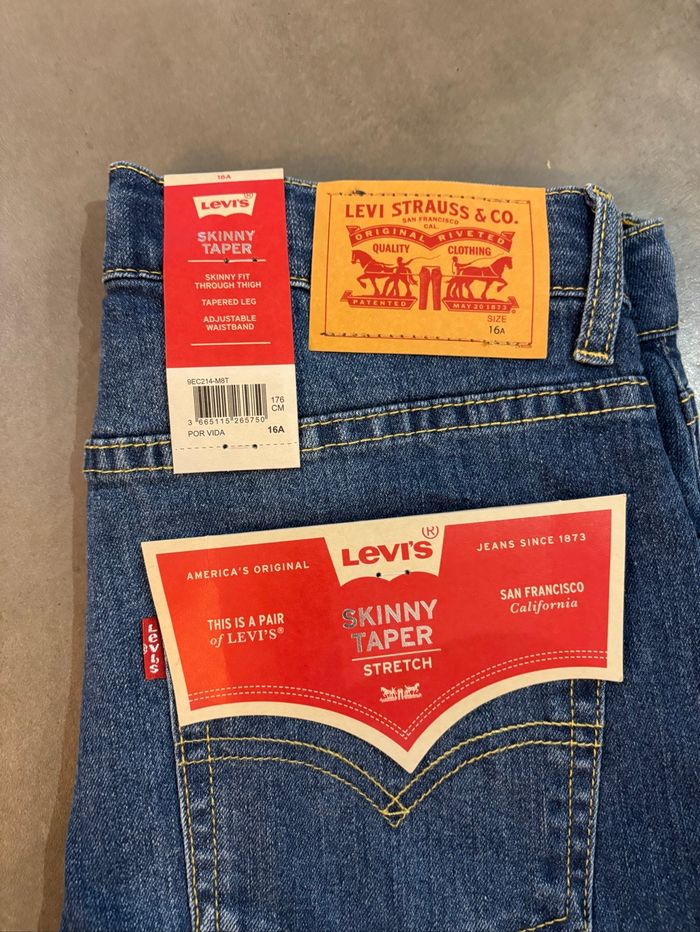 16A
Levi's®
SKINNY
TAPER
SKINNY FIT
THROUGH THIGH
TAPERED LEG
ADJUSTABLE
WAISTBAND
9EC214-M8T
176
CM
3 665115 265750
POR VIDA
16A
LEVI STRAUSS & CO.
SAN FRANCISCO
CAL.
ORIGINAL RIVETED
QUALITY CLOTHING
PATENTED MAY 20 1873
SIZE
16A
Levi's®
AMERICA'S ORIGINAL
JEANS SINCE 1873
THIS IS A PAIR
of LEVI'S®
SKINNY
TAPER
STRETCH
SAN FRANCISCO
California
Levi's